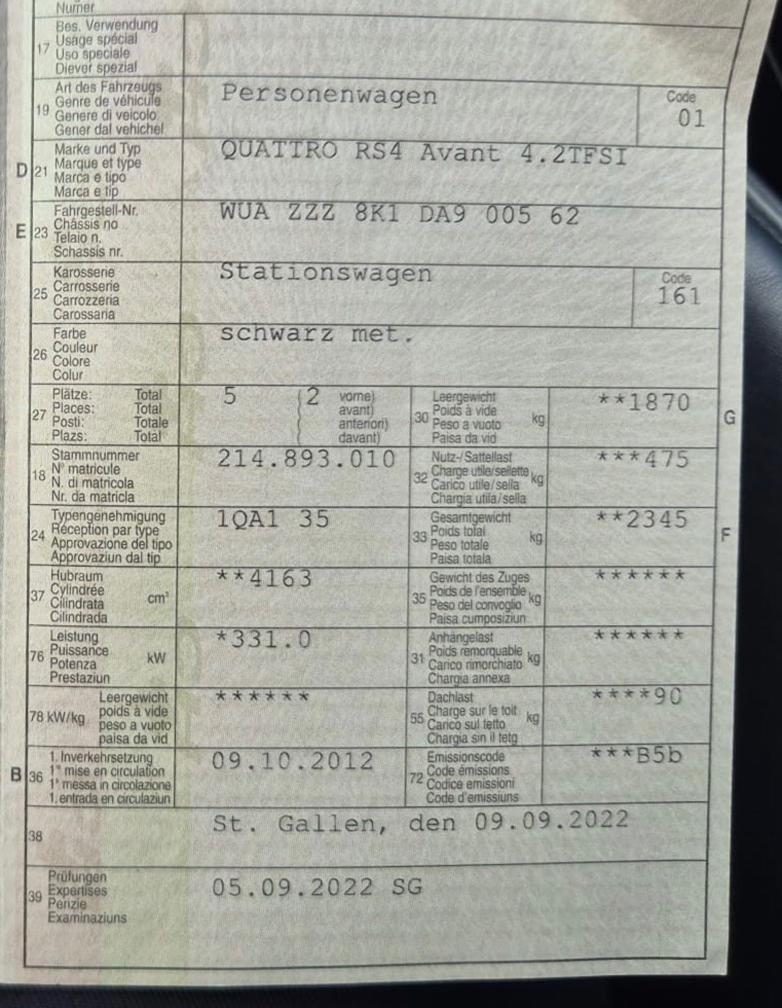 Numer
17 Bes. Verwendung
Usage spécial
Uso speciale
Diever spezial
19 Art des Fahrzeugs
Genre de véhicule
Genere di veicolo
Gener dal vehichel
Personenwagen
Code
01
D 21 Marke und Typ
Marque et type
Marca e tipo
Marca e tip
QUATTRO RS4 Avant 4.2TFSI
E 23 Fahrgestell-Nr.
Châssis no
Telaio n.
Schassis nr.
WUA ZZZ 8K1 DA9 005 62
25 Karosserie
Carrosserie
Carrozzeria
Carossaria
Stationswagen
Code
161
26 Farbe
Couleur
Colore
Colur
schwarz met.
27 Plätze: Total
Places: Total
Posti: Totale
Plazs: Total
5 2 vorne)
avant)
anteriori)
davant)
30 Leergewicht
Poids à vide
Peso a vuoto
Paisa da vid
kg
**1870
G
18 Stammnummer
N° matricule
N. di matricola
Nr. da matricla
214.893.010
32 Nutz-/Sattellast
Charge utile/sellette
Carico utile/sella
Chargia utila/sella
kg
***475
24 Typengenehmigung
Réception par type
Approvazione del tipo
Approvaziun dal tip
1QA1 35
33 Gesamtgewicht
Poids total
Peso totale
Paisa totala
kg
**2345
F
37 Hubraum
Cylindrée
Cilindrata
Cilindrada
cm³
**4163
35 Gewicht des Zuges
Poids de l'ensemble
Peso del convoglio
Paisa cumposiziun
kg
******
76 Leistung
Puissance
Potenza
Prestaziun
kW
*331.0
31 Anhängelast
Poids remorquable
Carico rimorchiato
Chargia annexa
kg
******
78 kW/kg Leergewicht
poids à vide
peso a vuoto
paisa da vid
******
55 Dachlast
Charge sur le toit
Carico sul tetto
Chargia sin il tetg
kg
****90
B 36 1. Inverkehrsetzung
1re mise en circulation
1a messa in circolazione
1. entrada en circulaziun
09.10.2012
72 Emissionscode
Code émissions
Codice emissioni
Code d'emissiuns
***B5b
38
St. Gallen, den 09.09.2022
39 Prüfungen
Expertises
Perizie
Examinaziuns
05.09.2022 SG